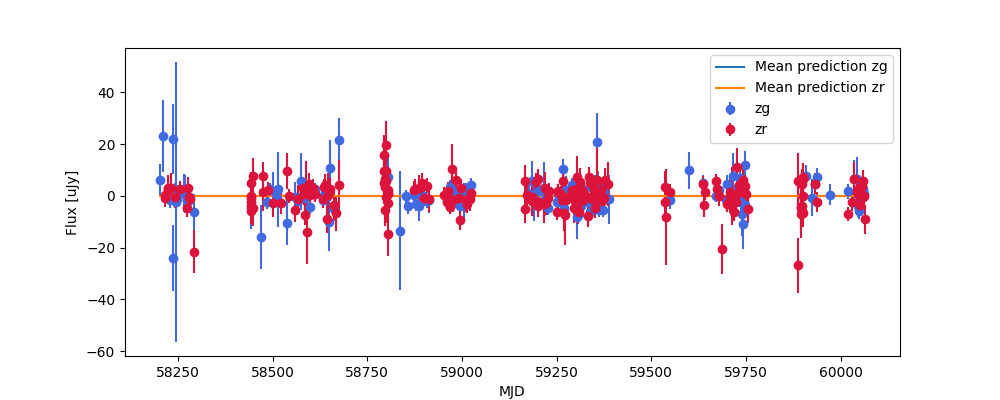 Flux [uJy]
40
20
0
−20
−40
−60
Mean prediction zg
Mean prediction zr
zg
zr
58250
58500
58750
59000
59250
59500
59750
60000
MJD